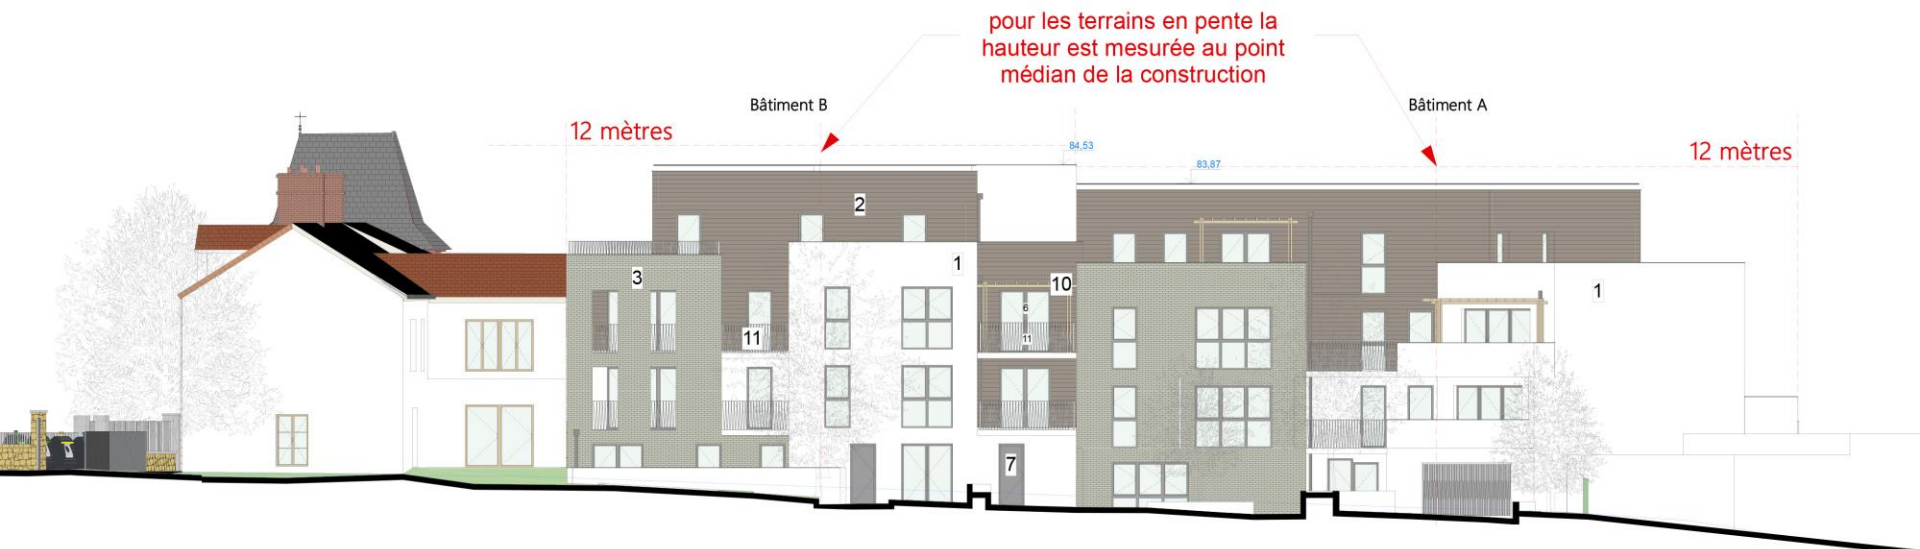 pour les terrains en pente la
hauteur est mesurée au point
médian de la construction
Bâtiment B
Bâtiment A
12 mètres
84,53
12 mètres
83,87
2
1
3
10
1
6
11
11
7